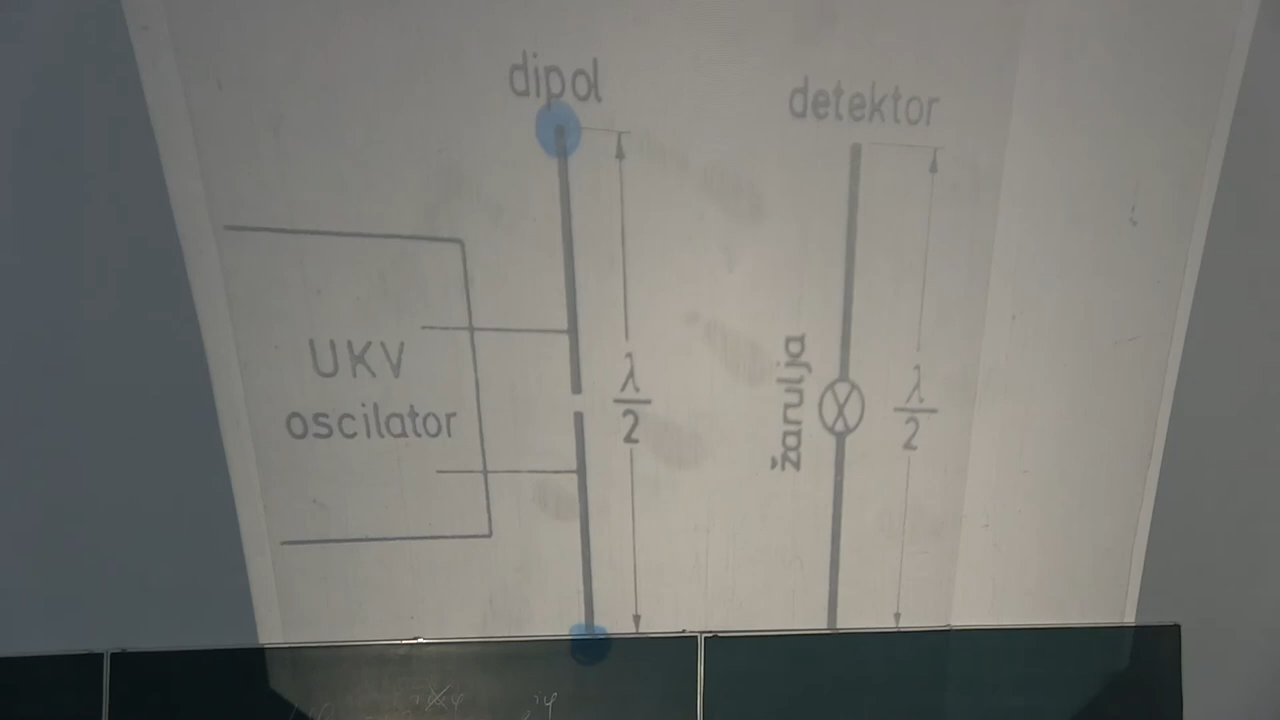 dipol
detektor
UKV
oscilator
λ
2
žarulja
λ
2